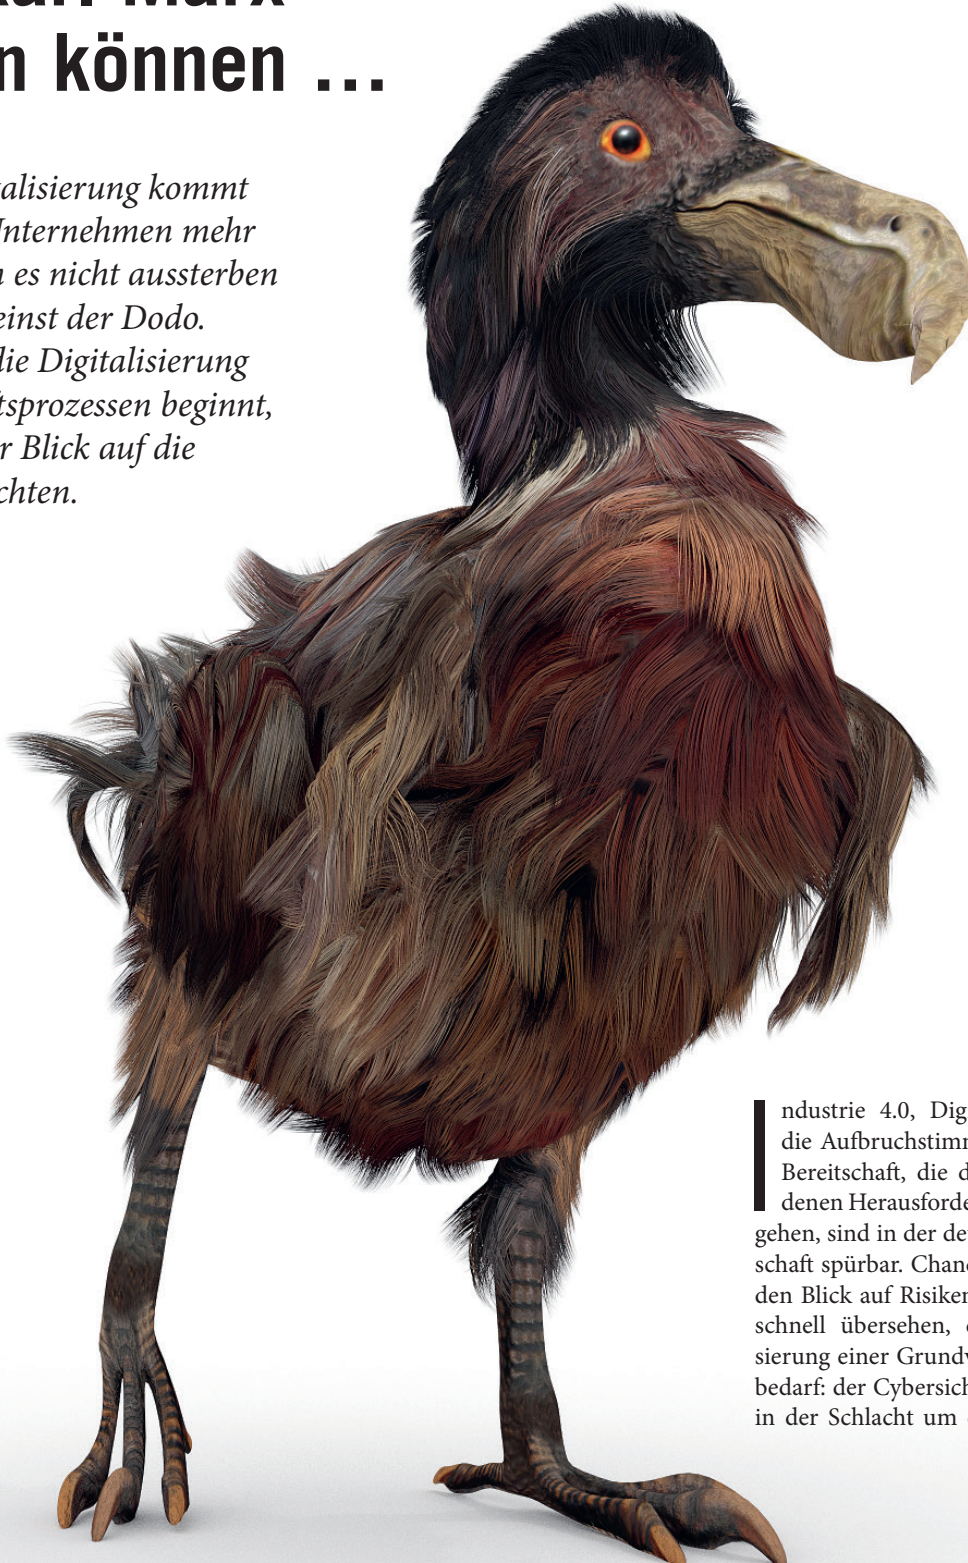 n können …
alisierung kommt
Unternehmen mehr
n es nicht aussterben
einst der Dodo.
die Digitalisierung
tsprozessen beginnt,
r Blick auf die
chten.
Industrie 4.0, Dig
die Aufbruchstimm
Bereitschaft, die d
denen Herausforde
gehen, sind in der de
schaft spürbar. Chanc
den Blick auf Risiken
schnell übersehen,
sierung einer Grundv
bedarf: der Cybersich
in der Schlacht um